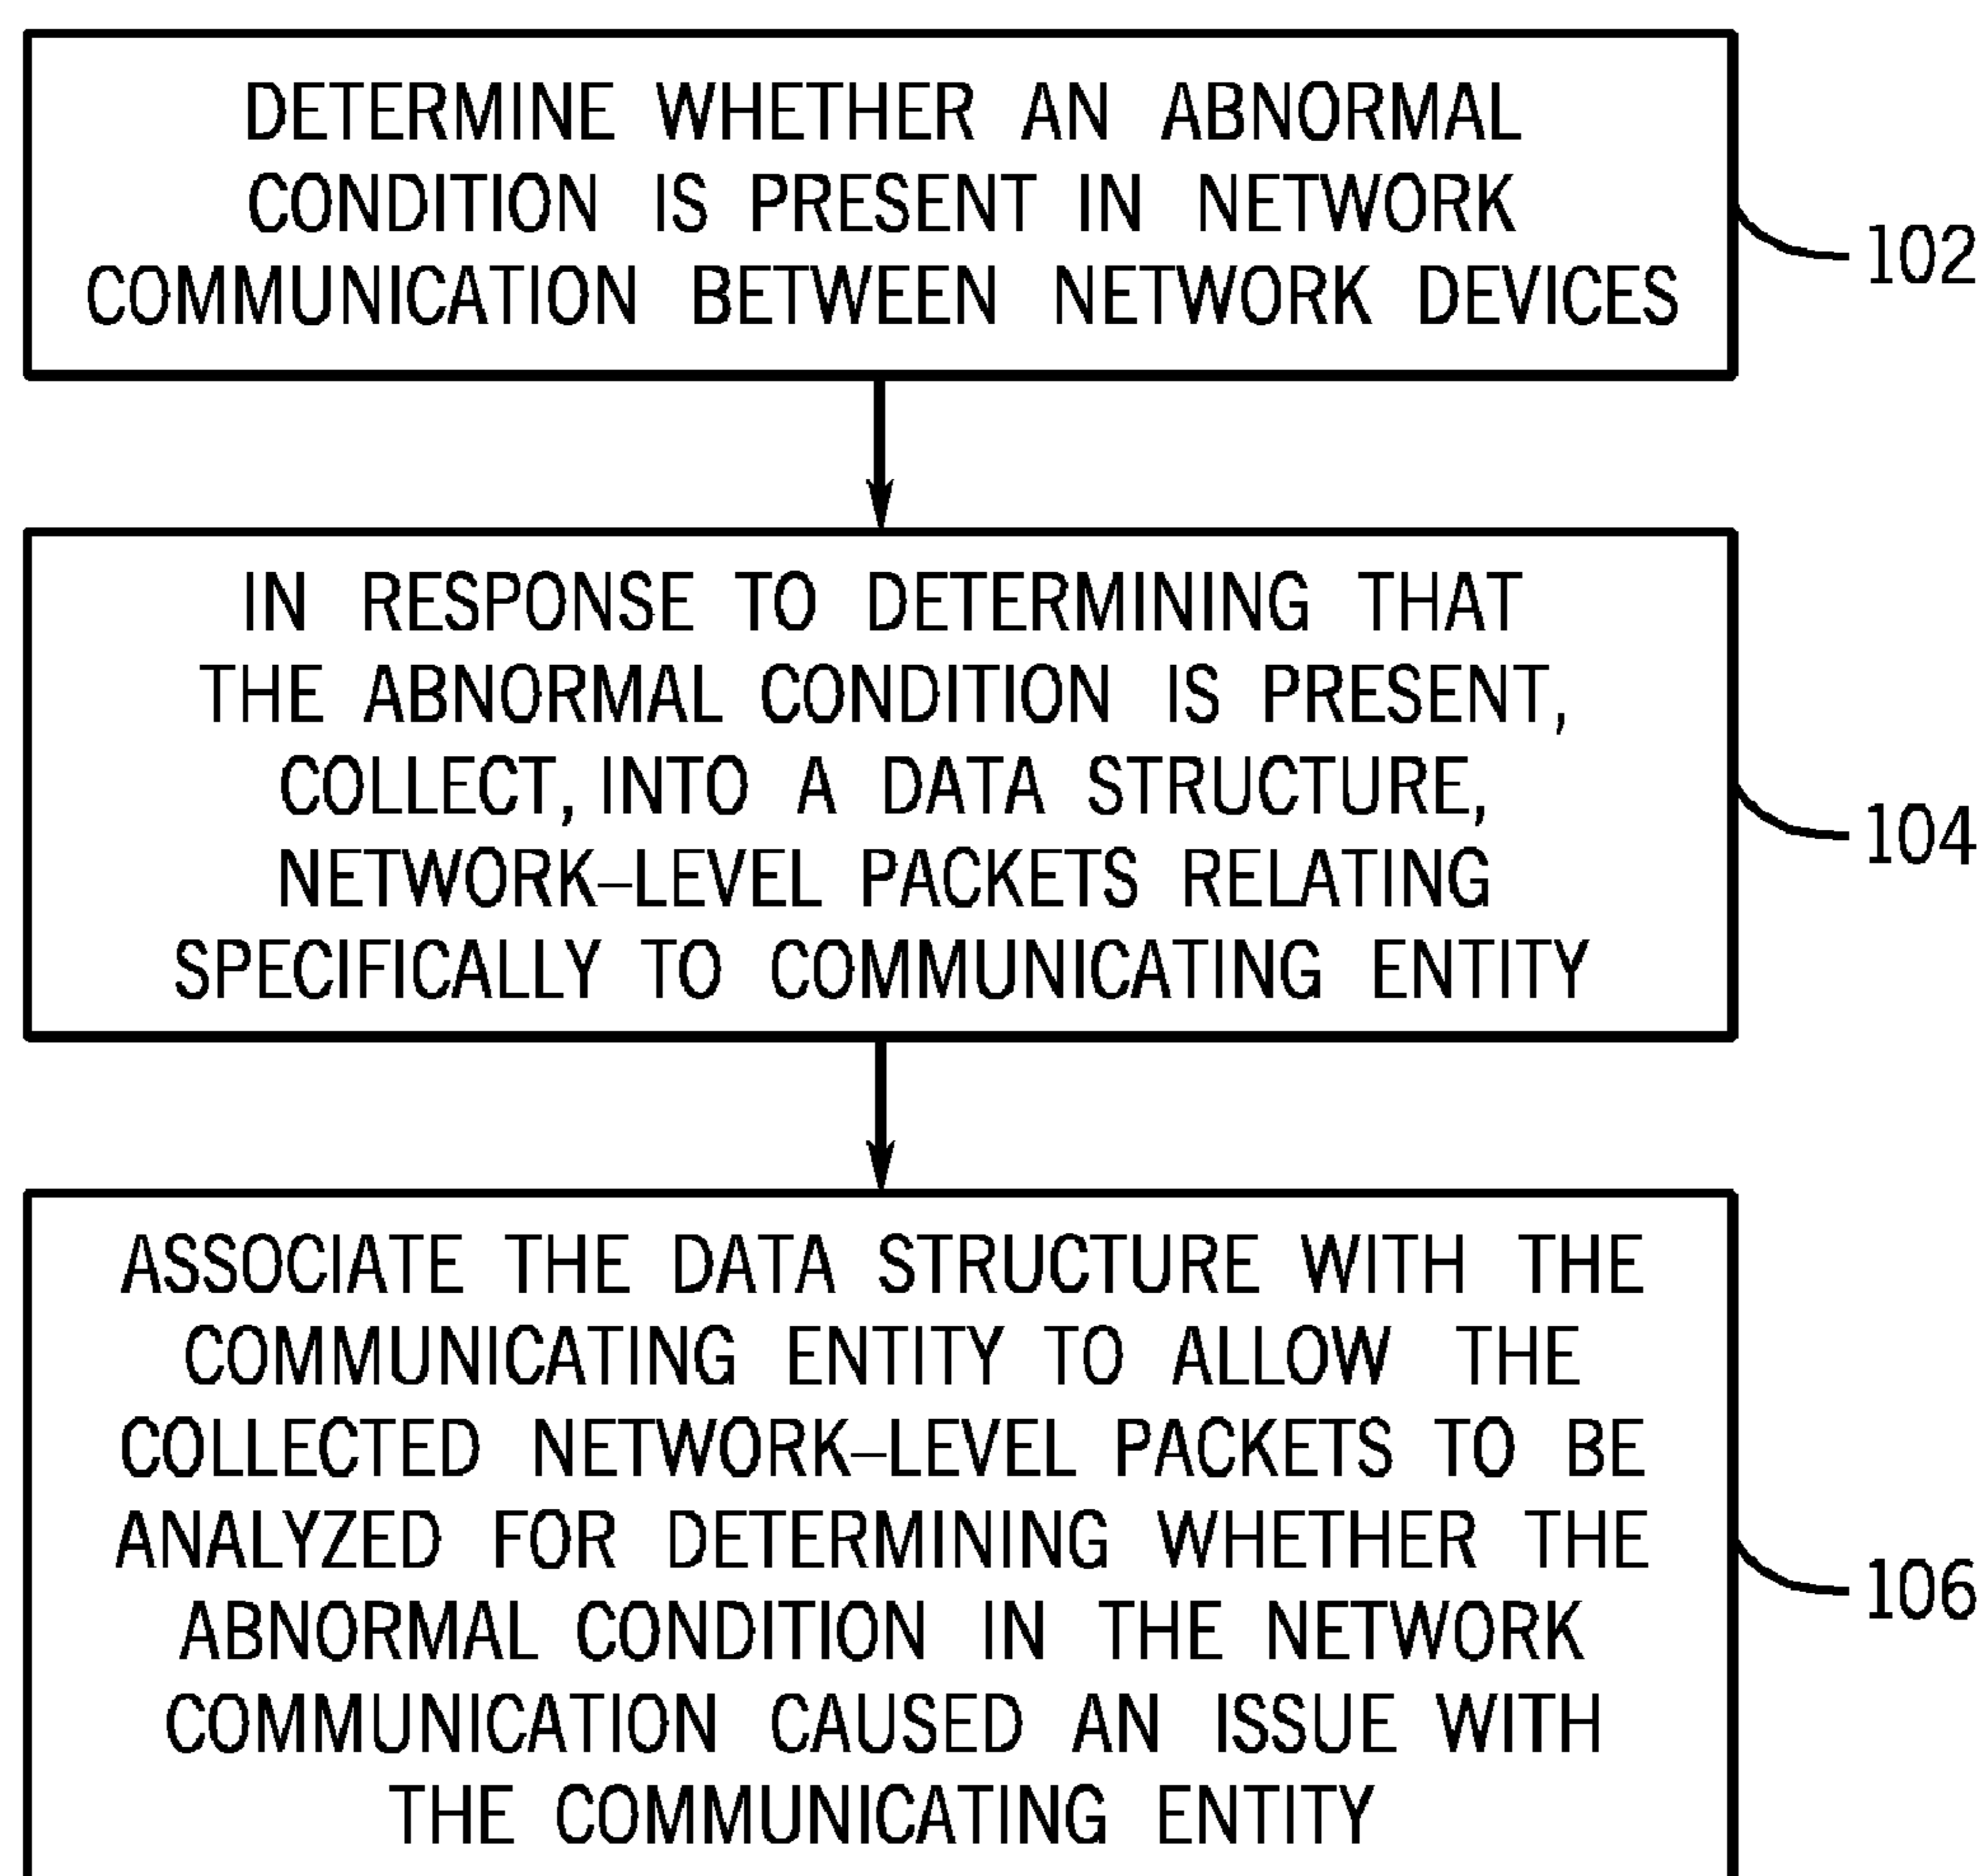 DETERMINE WHETHER AN ABNORMAL
CONDITION IS PRESENT IN NETWORK
COMMUNICATION BETWEEN NETWORK DEVICES
102
IN RESPONSE TO DETERMINING THAT
THE ABNORMAL CONDITION IS PRESENT,
COLLECT, INTO A DATA STRUCTURE,
NETWORK–LEVEL PACKETS RELATING
SPECIFICALLY TO COMMUNICATING ENTITY
104
ASSOCIATE THE DATA STRUCTURE WITH THE
COMMUNICATING ENTITY TO ALLOW THE
COLLECTED NETWORK–LEVEL PACKETS TO BE
ANALYZED FOR DETERMINING WHETHER THE
ABNORMAL CONDITION IN THE NETWORK
COMMUNICATION CAUSED AN ISSUE WITH
THE COMMUNICATING ENTITY
106